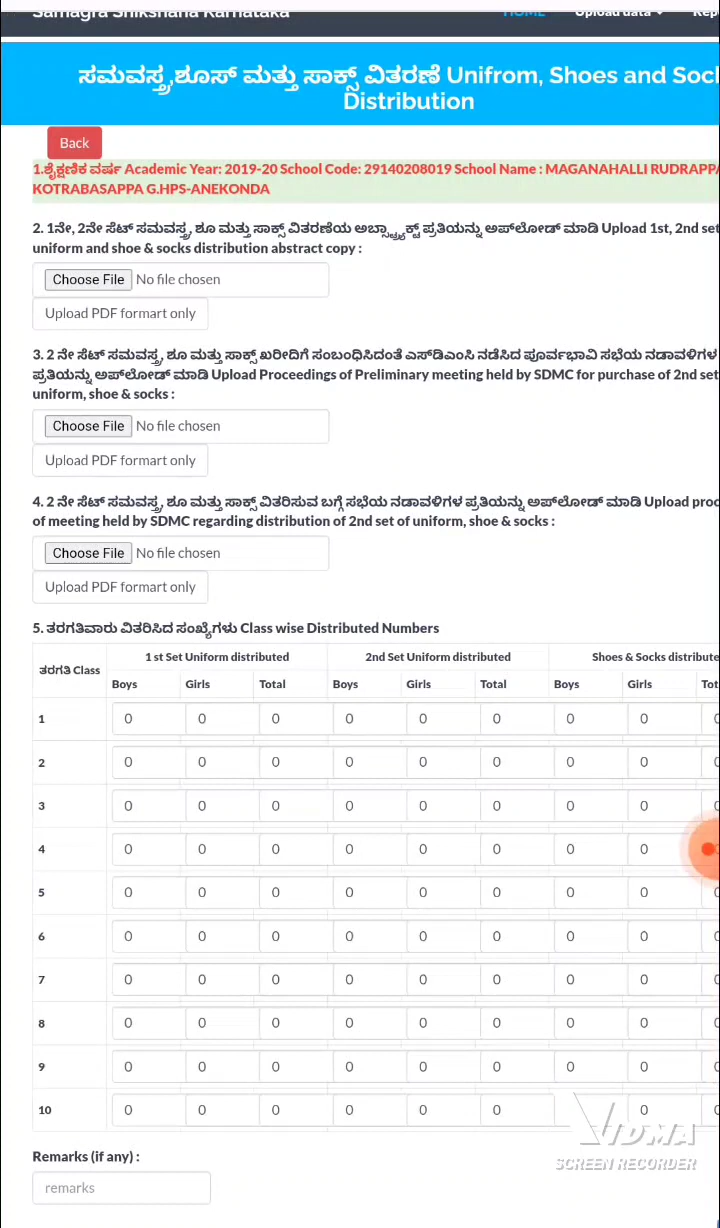 Samagra Shikshana Karnataka HOME Upload data
ಸಮವಸ್ತ್ರ,ಶೂಸ್ ಮತ್ತು ಸಾಕ್ಸ್ ವಿತರಣೆ Unifrom, Shoes and
Distribution
Back
1.ಶೈಕ್ಷಣಿಕ ವರ್ಷ Academic Year: 2019-20 School Code: 29140208019 School Name : MAGANAHALLI RUDRAPPA
KOTRABASAPPA G.HPS-ANEKONDA
2. 1ನೇ, 2ನೇ ಸೆಟ್ ಸಮವಸ್ತ್ರ, ಶೂ ಮತ್ತು ಸಾಕ್ಸ್ ವಿತರಣೆಯ ಅಬ್ಸ್ಟ್ರ್ಯಾಕ್ಟ್ ಪ್ರತಿಯನ್ನು ಅಪ್‌ಲೋಡ್ ಮಾಡಿ Upload 1st, 2nd set
uniform and shoe & socks distribution abstract copy :
Choose File No file chosen
Upload PDF formart only
3. 2 ನೇ ಸೆಟ್ ಸಮವಸ್ತ್ರ, ಶೂ ಮತ್ತು ಸಾಕ್ಸ್ ಖರೀದಿಗೆ ಸಂಬಂಧಿಸಿದಂತೆ ಎಸ್‌ಡಿಎಂಸಿ ನಡೆಸಿದ ಪೂರ್ವಭಾವಿ ಸಭೆಯ ನಡಾವಳಿಗಳ
ಪ್ರತಿಯನ್ನು ಅಪ್‌ಲೋಡ್ ಮಾಡಿ Upload Proceedings of Preliminary meeting held by SDMC for purchase of 2nd set
uniform, shoe & socks :
Choose File No file chosen
Upload PDF formart only
4. 2 ನೇ ಸೆಟ್ ಸಮವಸ್ತ್ರ, ಶೂ ಮತ್ತು ಸಾಕ್ಸ್ ವಿತರಿಸುವ ಬಗ್ಗೆ ಸಭೆಯ ನಡಾವಳಿಗಳ ಪ್ರತಿಯನ್ನು ಅಪ್‌ಲೋಡ್ ಮಾಡಿ Upload
of meeting held by SDMC regarding distribution of 2nd set of uniform, shoe & socks :
Choose File No file chosen
Upload PDF formart only
5. ತರಗತಿವಾರು ವಿತರಿಸಿದ ಸಂಖ್ಯೆಗಳು Class wise Distributed Numbers
ತರಗತಿ Class 1 st Set Uniform distributed 2nd Set Uniform distributed Shoes & Socks distribute
Boys Girls Total Boys Girls Total Boys Girls
1 0 0 0 0 0 0 0 0
2 0 0 0 0 0 0 0 0
3 0 0 0 0 0 0 0 0
4 0 0 0 0 0 0 0 0
5 0 0 0 0 0 0 0 0
6 0 0 0 0 0 0 0 0
7 0 0 0 0 0 0 0 0
8 0 0 0 0 0 0 0 0
9 0 0 0 0 0 0 0 0
10 0 0 0 0 0 0 0
Remarks (if any) :
remarks
VIDMA
SCREEN RECORDER